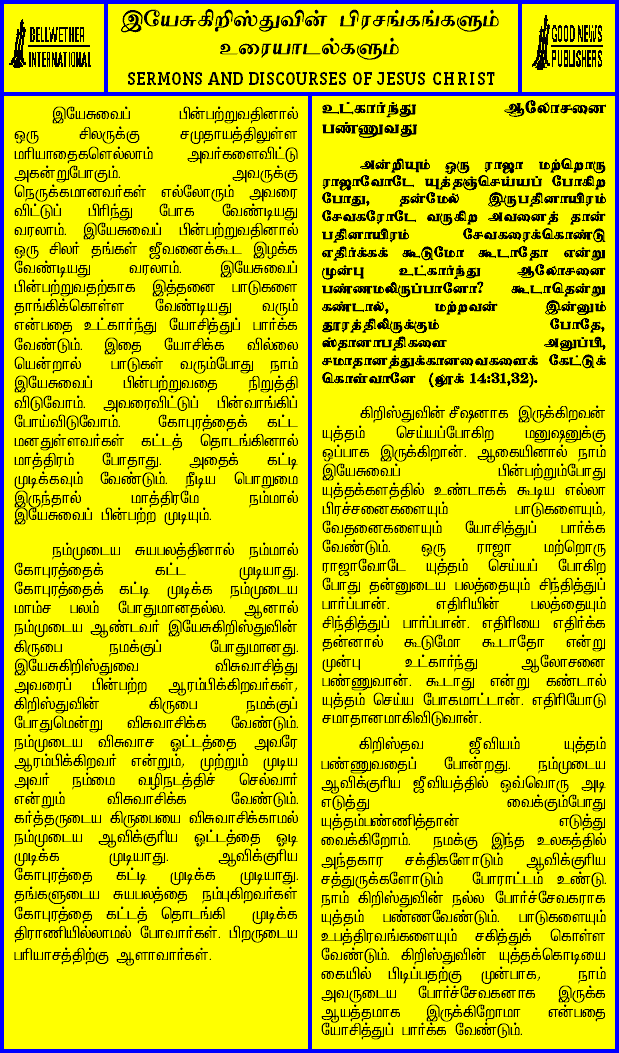 BELLWETHER
INTERNATIONAL
இயேசுகிறிஸ்துவின் பிரசங்கங்களும்
உரையாடல்களும்
SERMONS AND DISCOURSES OF JESUS CHRIST
GOOD NEWS
PUBLISHERS
இயேசுவைப் பின்பற்றுவதினால்
ஒரு சிலருக்கு சமுதாயத்திலுள்ள
மரியாதைகளெல்லாம் அவர்களைவிட்டு
அகன்றுபோகும். அவருக்கு
நெருக்கமானவர்கள் எல்லோரும் அவரை
விட்டுப் பிரிந்து போக வேண்டியது
வரலாம். இயேசுவைப் பின்பற்றுவதினால்
ஒரு சிலர் தங்கள் ஜீவனைக்கூட இழக்க
வேண்டியது வரலாம். இயேசுவைப்
பின்பற்றுவதற்காக இத்தனை பாடுகளை
தாங்கிக்கொள்ள வேண்டியது வரும்
என்பதை உட்கார்ந்து யோசித்துப் பார்க்க
வேண்டும். இதை யோசிக்க வில்லை
யென்றால் பாடுகள் வரும்போது நாம்
இயேசுவைப் பின்பற்றுவதை நிறுத்தி
விடுவோம். அவரைவிட்டுப் பின்வாங்கிப்
போய்விடுவோம். கோபுரத்தைக் கட்ட
மனதுள்ளவர்கள் கட்டத் தொடங்கினால்
மாத்திரம் போதாது. அதைக் கட்டி
முடிக்கவும் வேண்டும். நீடிய பொறுமை
இருந்தால் மாத்திரமே நம்மால்
இயேசுவைப் பின்பற்ற முடியும்.
நம்முடைய சுயபலத்தினால் நம்மால்
கோபுரத்தைக் கட்ட முடியாது.
கோபுரத்தைக் கட்டி முடிக்க நம்முடைய
மாம்ச பலம் போதுமானதல்ல. ஆனால்
நம்முடைய ஆண்டவர் இயேசுகிறிஸ்துவின்
கிருபை நமக்குப் போதுமானது.
இயேசுகிறிஸ்துவை விசுவாசித்து
அவரைப் பின்பற்ற ஆரம்பிக்கிறவர்கள்,
கிறிஸ்துவின் கிருபை நமக்குப்
போதுமென்று விசுவாசிக்க வேண்டும்.
நம்முடைய விசுவாச ஓட்டத்தை அவரே
ஆரம்பிக்கிறவர் என்றும், முற்றும் முடிய
அவர் நம்மை வழிநடத்திச் செல்வார்
என்றும் விசுவாசிக்க வேண்டும்.
கர்த்தருடைய கிருபையை விசுவாசிக்காமல்
நம்முடைய ஆவிக்குரிய ஓட்டத்தை ஓடி
முடிக்க முடியாது. ஆவிக்குரிய
கோபுரத்தை கட்டி முடிக்க முடியாது.
தங்களுடைய சுயபலத்தை நம்புகிறவர்கள்
கோபுரத்தை கட்டத் தொடங்கி முடிக்க
திராணியில்லாமல் போவார்கள். பிறருடைய
பரியாசத்திற்கு ஆளாவார்கள்.
உட்கார்ந்து ஆலோசனை
பண்ணுவது
அன்றியும் ஒரு ராஜா மற்றொரு
ராஜாவோடே யுத்தஞ்செய்யப் போகிற
போது, தன்மேல் இருபதினாயிரம்
சேவகரோடே வருகிற அவனைத் தான்
பதினாயிரம் சேவகரைக்கொண்டு
எதிர்க்கக் கூடுமோ கூடாதோ என்று
முன்பு உட்கார்ந்து ஆலோசனை
பண்ணமலிருப்பானோ? கூடாதென்று
கண்டால், மற்றவன் இன்னும்
தூரத்திலிருக்கும் போதே,
ஸ்தானாபதிகளை அனுப்பி,
சமாதானத்துக்கானவைகளைக் கேட்டுக்
கொள்வானே (லூக் 14:31,32).
கிறிஸ்துவின் சீஷனாக இருக்கிறவன்
யுத்தம் செய்யப்போகிற மனுஷனுக்கு
ஒப்பாக இருக்கிறான். ஆகையினால் நாம்
இயேசுவைப் பின்பற்றும்போது
யுத்தக்களத்தில் உண்டாகக் கூடிய எல்லா
பிரச்சனைகளையும் பாடுகளையும்,
வேதனைகளையும் யோசித்துப் பார்க்க
வேண்டும். ஒரு ராஜா மற்றொரு
ராஜாவோடே யுத்தம் செய்யப் போகிற
போது தன்னுடைய பலத்தையும் சிந்தித்துப்
பார்ப்பான். எதிரியின் பலத்தையும்
சிந்தித்துப் பார்ப்பான். எதிரியை எதிர்க்க
தன்னால் கூடுமோ கூடாதோ என்று
முன்பு உட்கார்ந்து ஆலோசனை
பண்ணுவான். கூடாது என்று கண்டால்
யுத்தம் செய்ய போகமாட்டான். எதிரியோடு
சமாதானமாகிவிடுவான்.
கிறிஸ்தவ ஜீவியம் யுத்தம்
பண்ணுவதைப் போன்றது. நம்முடைய
ஆவிக்குரிய ஜீவியத்தில் ஒவ்வொரு அடி
எடுத்து வைக்கும்போது
யுத்தம்பண்ணித்தான் எடுத்து
வைக்கிறோம். நமக்கு இந்த உலகத்தில்
அந்தகார சக்திகளோடும் ஆவிக்குரிய
சத்துருக்களோடும் போராட்டம் உண்டு.
நாம் கிறிஸ்துவின் நல்ல போர்ச்சேவகராக
யுத்தம் பண்ணவேண்டும். பாடுகளையும்
உபத்திரவங்களையும் சகித்துக் கொள்ள
வேண்டும். கிறிஸ்துவின் யுத்தக்கொடியை
கையில் பிடிப்பதற்கு முன்பாக, நாம்
அவருடைய போர்ச்சேவகனாக இருக்க
ஆயத்தமாக இருக்கிறோமா என்பதை
யோசித்துப் பார்க்க வேண்டும்.